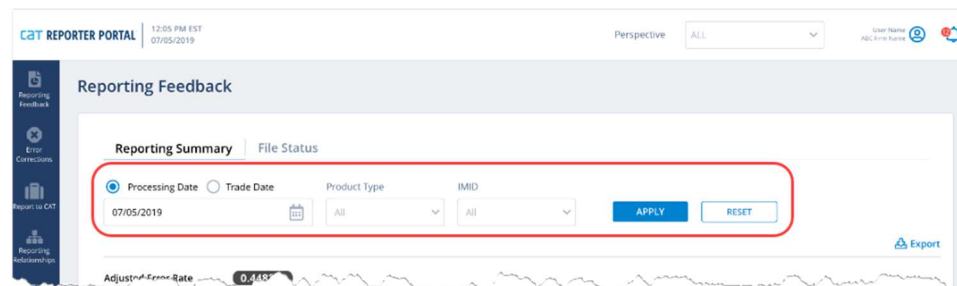 CAT REPORTER PORTAL
12:05 PM EST
07/05/2019
Perspective
ALL
User Name
ABC Firm Name
12
Reporting
Feedback
Error
Corrections
Report to CAT
Reporting
Relationships
Reporting Feedback
Reporting Summary
File Status
Processing Date
Trade Date
Product Type
IMID
07/05/2019
All
All
APPLY
RESET
Export
Adjusted Error Rate